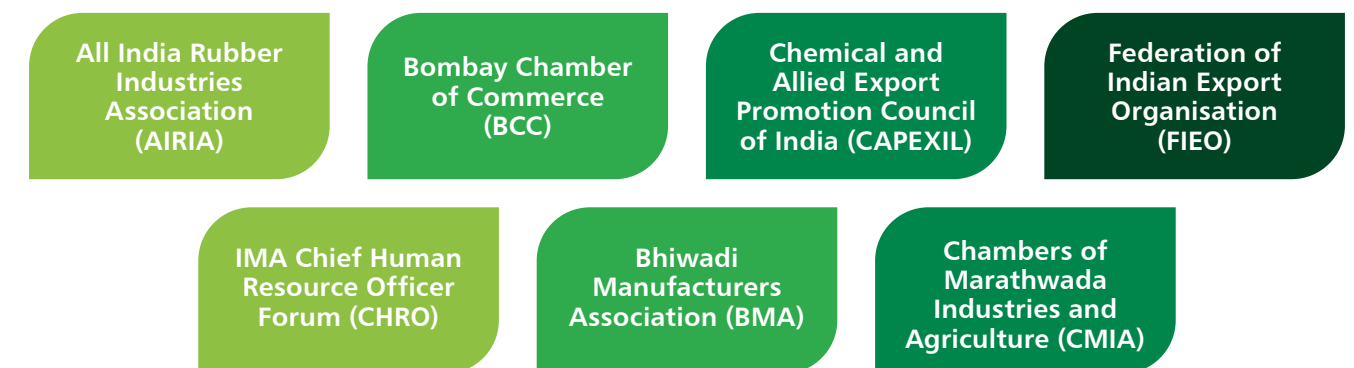 All India Rubber
Industries
Association
(AIRIA)
Bombay Chamber
of Commerce
(BCC)
Chemical and
Allied Export
Promotion Council
of India (CAPEXIL)
Federation of
Indian Export
Organisation
(FIEO)
IMA Chief Human
Resource Officer
Forum (CHRO)
Bhiwadi
Manufacturers
Association (BMA)
Chambers of
Marathwada
Industries and
Agriculture (CMIA)